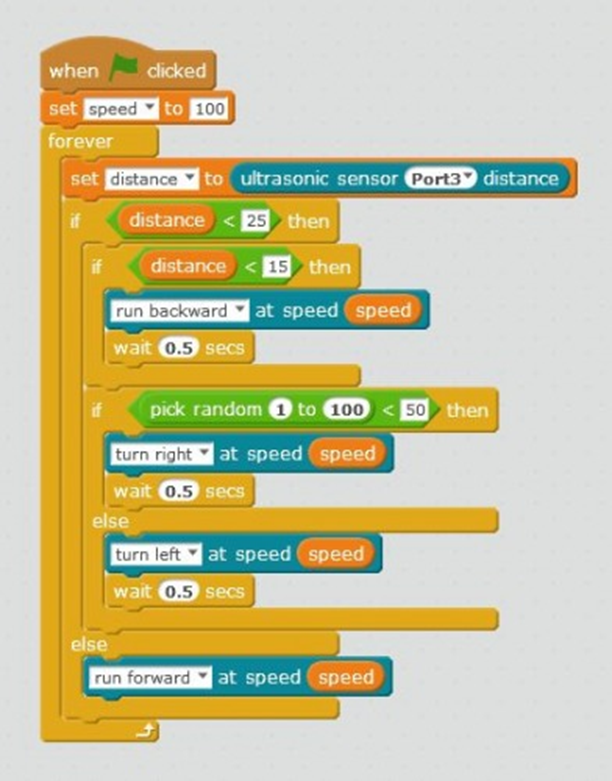 when clicked
set speed to 100
forever
set distance to ultrasonic sensor Port3 distance
if distance < 25 then
if distance < 15 then
run backward at speed speed
wait 0.5 secs
if pick random 1 to 100 < 50 then
turn right at speed speed
wait 0.5 secs
else
turn left at speed speed
wait 0.5 secs
else
run forward at speed speed